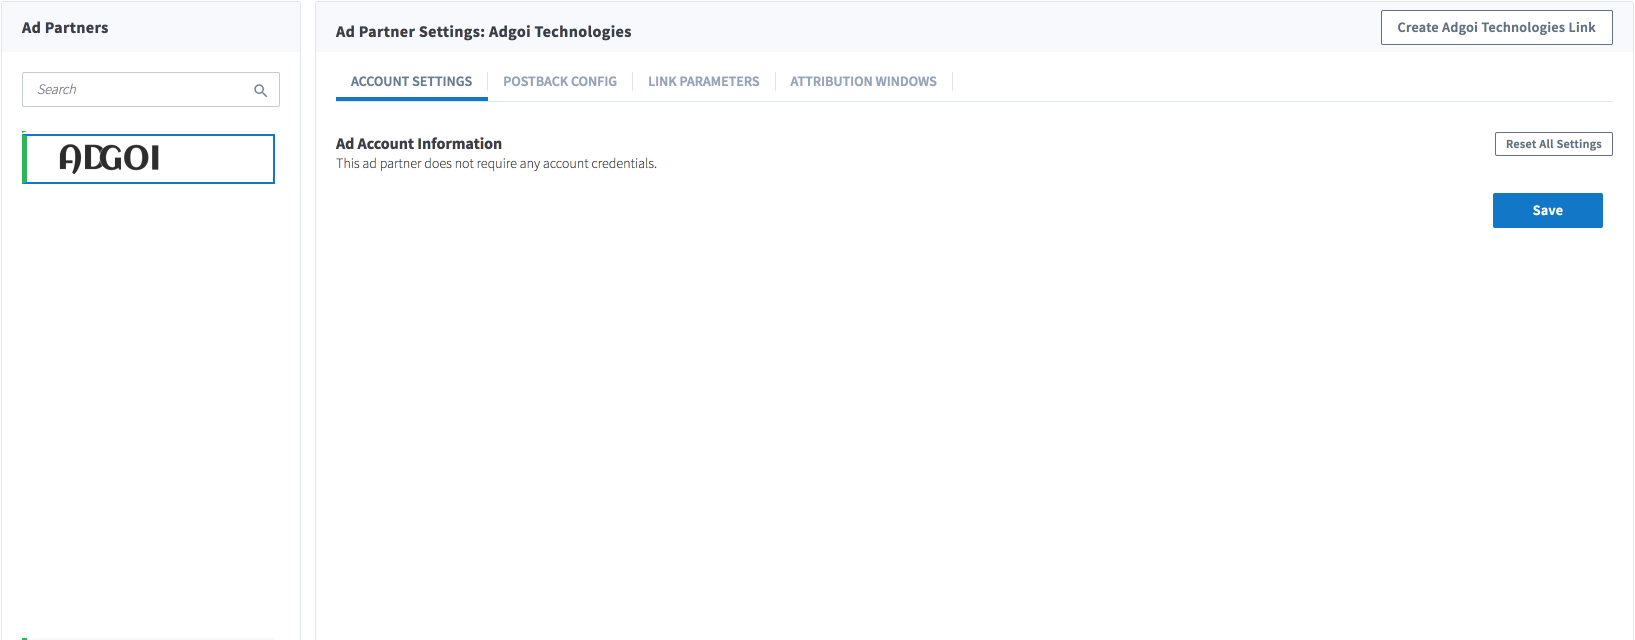 Ad Partners
Search
ADGOI
Ad Partner Settings: Adgoi Technologies
Create Adgoi Technologies Link
ACCOUNT SETTINGS
POSTBACK CONFIG
LINK PARAMETERS
ATTRIBUTION WINDOWS
Ad Account Information
This ad partner does not require any account credentials.
Reset All Settings
Save